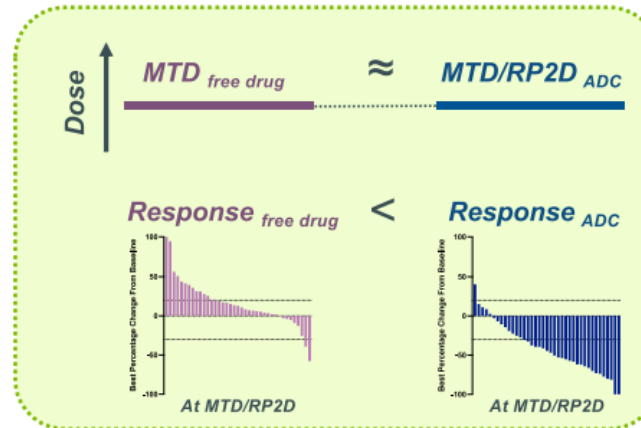 Dose
MTD free drug ≈ MTD/RP2D ADC
Response free drug < Response ADC
Best Percentage Change From Baseline
100
50
0
-50
-100
At MTD/RP2D
Best Percentage Change From Baseline
100
50
0
-50
-100
At MTD/RP2D